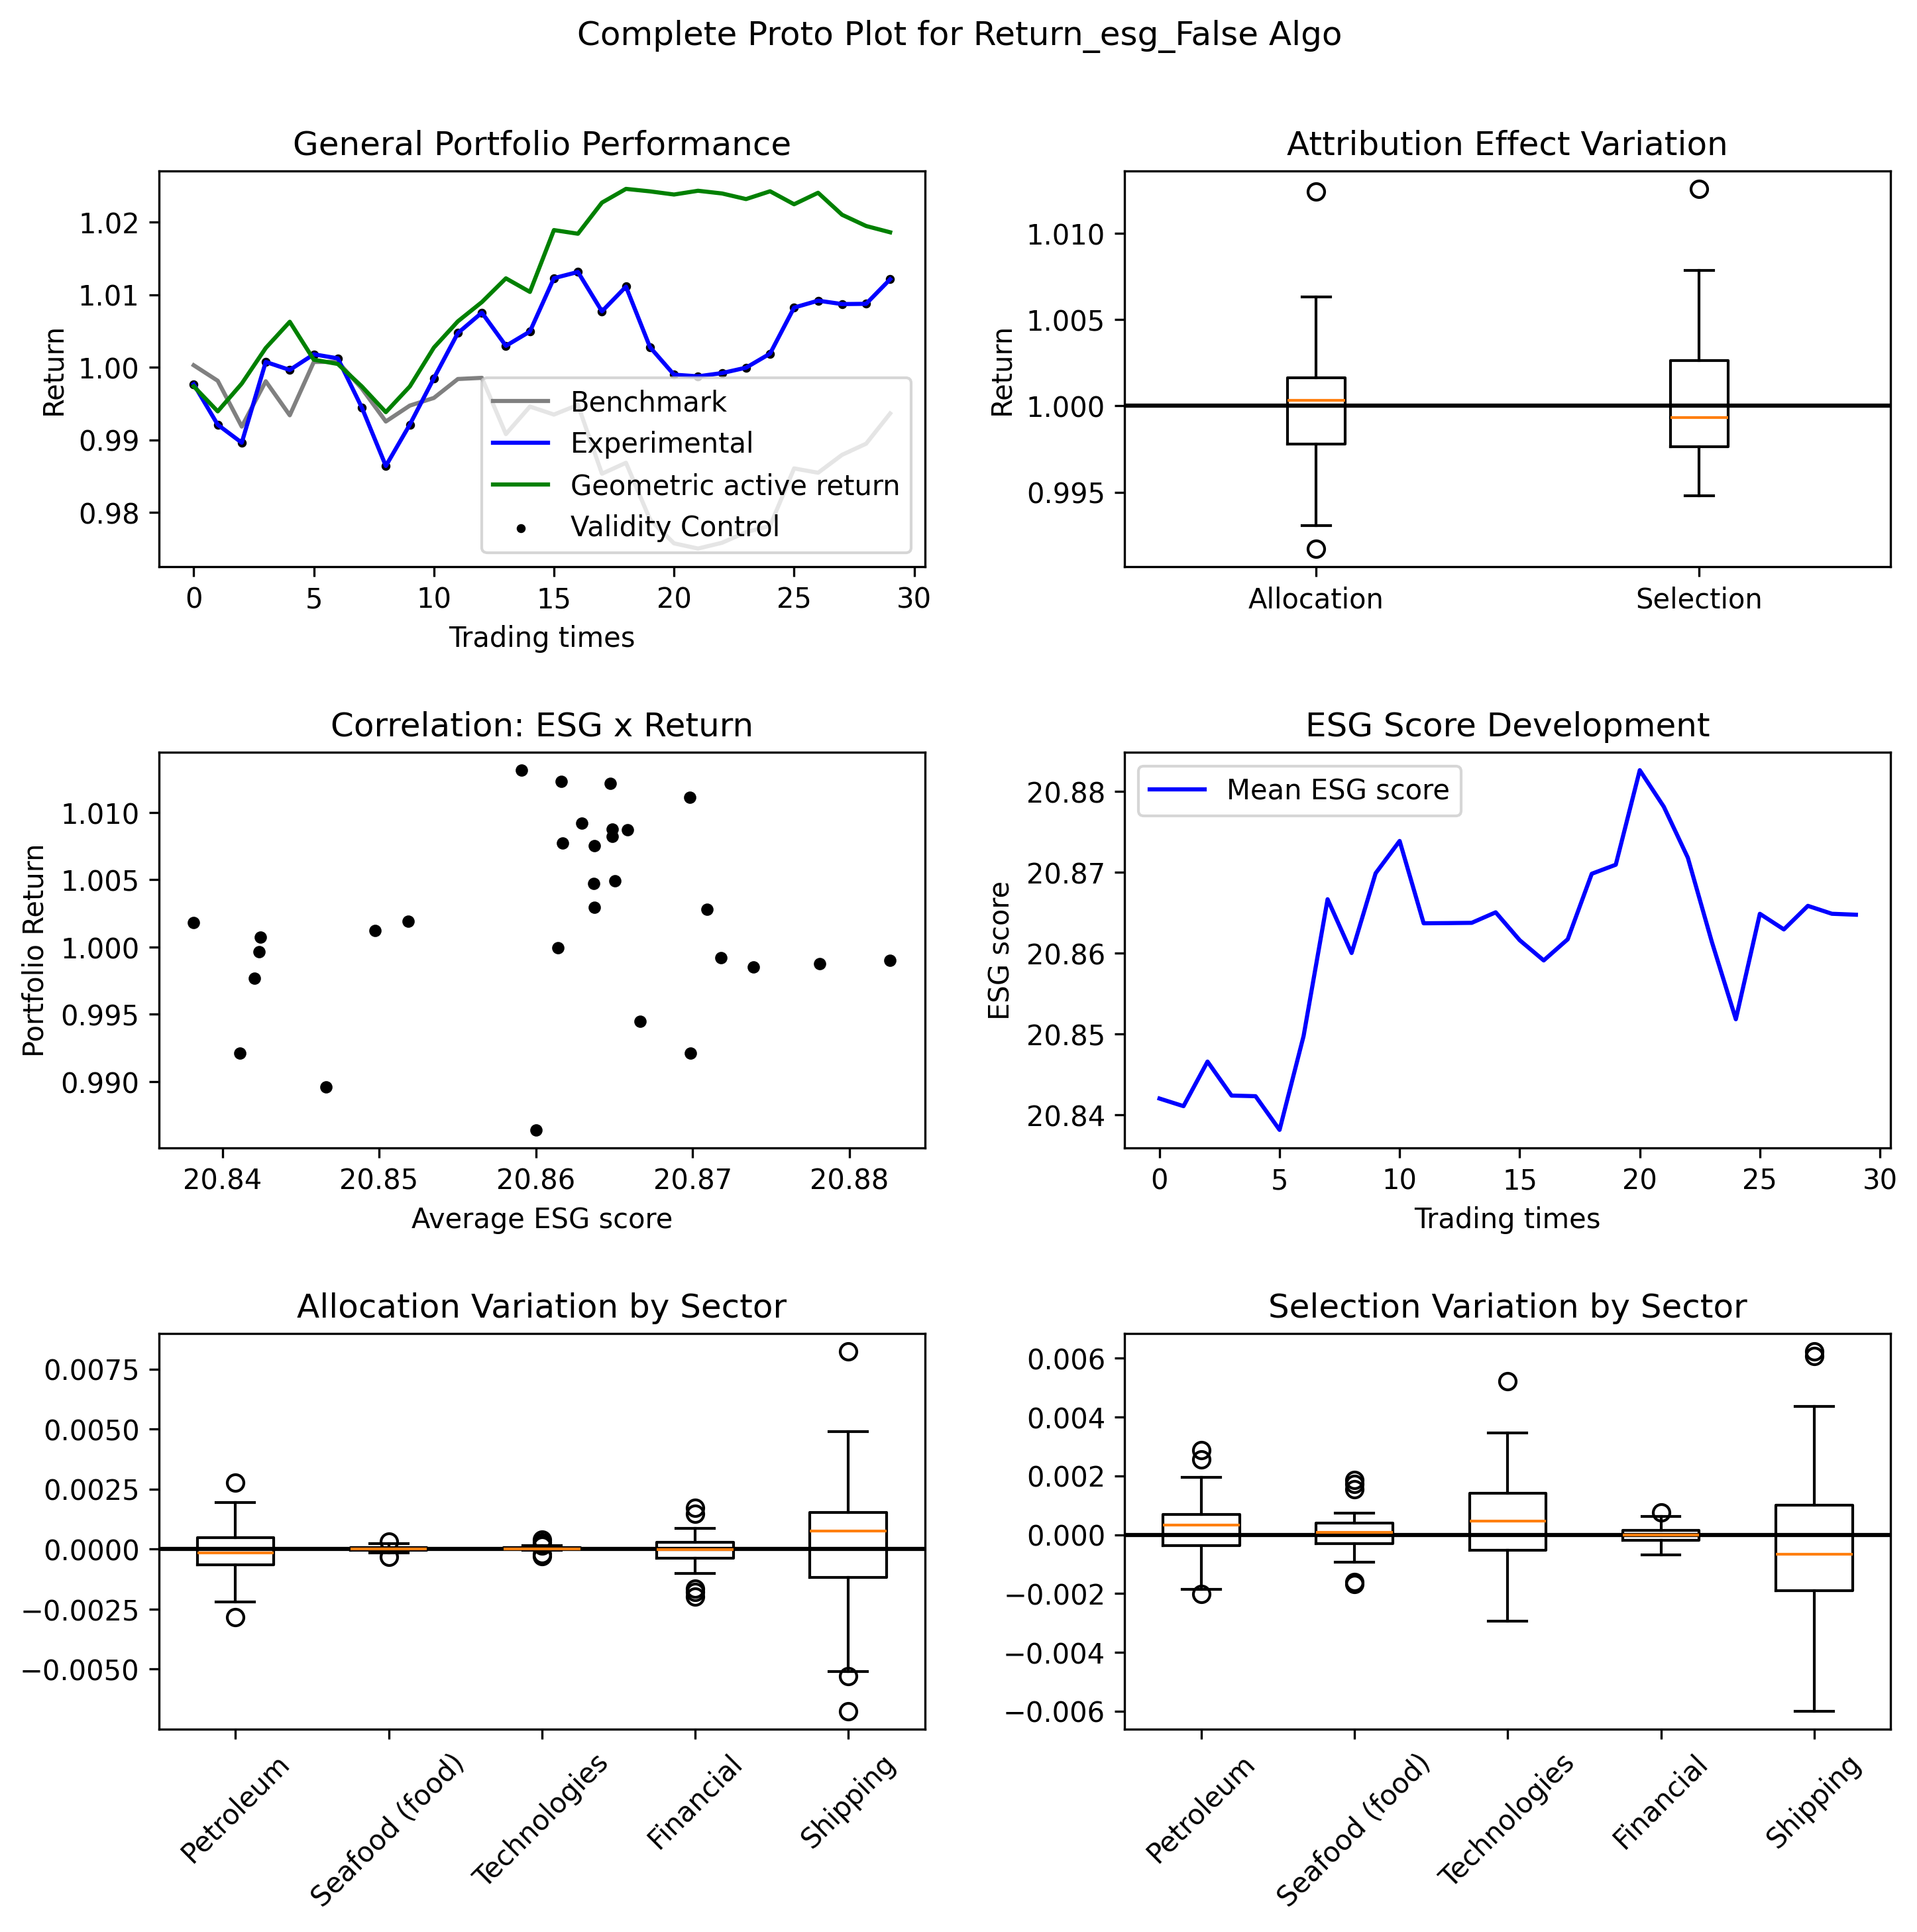 Complete Proto Plot for Return_esg_False Algo
General Portfolio Performance
Return
1.02
1.01
1.00
0.99
0.98
Benchmark
Experimental
Geometric active return
Validity Control
0 5 10 15 20 25 30
Trading times
Attribution Effect Variation
Return
1.010
1.005
1.000
0.995
Allocation Selection
Correlation: ESG x Return
Portfolio Return
1.010
1.005
1.000
0.995
0.990
20.84 20.85 20.86 20.87 20.88
Average ESG score
ESG Score Development
ESG score
20.88
20.87
20.86
20.85
20.84
Mean ESG score
0 5 10 15 20 25 30
Trading times
Allocation Variation by Sector
0.0075
0.0050
0.0025
0.0000
−0.0025
−0.0050
Petroleum
Seafood (food)
Technologies
Financial
Shipping
Selection Variation by Sector
0.006
0.004
0.002
0.000
−0.002
−0.004
−0.006
Petroleum
Seafood (food)
Technologies
Financial
Shipping